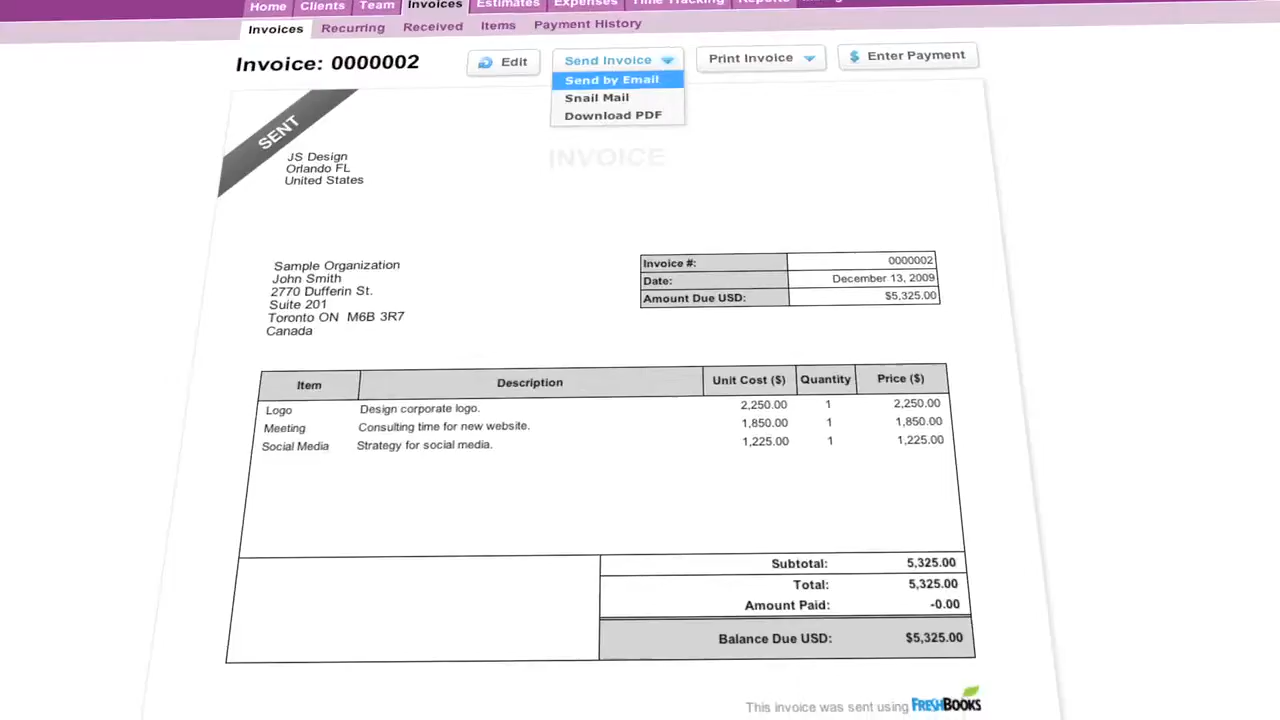 Home Clients Team Invoices Estimates Expenses Time Tracking Reports
Invoices Recurring Received Items Payment History
Invoice: 0000002 Edit Send Invoice Print Invoice $ Enter Payment
Send by Email
Snail Mail
Download PDF
SENT
INVOICE
JS Design
Orlando FL
United States
Sample Organization
John Smith
2770 Dufferin St.
Suite 201
Toronto ON M6B 3R7
Canada
Invoice #: 0000002
Date: December 13, 2009
Amount Due USD: $5,325.00
Item Description Unit Cost ($) Quantity Price ($)
Logo Design corporate logo. 2,250.00 1 2,250.00
Meeting Consulting time for new website. 1,850.00 1 1,850.00
Social Media Strategy for social media. 1,225.00 1 1,225.00
Subtotal: 5,325.00
Total: 5,325.00
Amount Paid: -0.00
Balance Due USD: $5,325.00
This invoice was sent using FRESHBOOKS